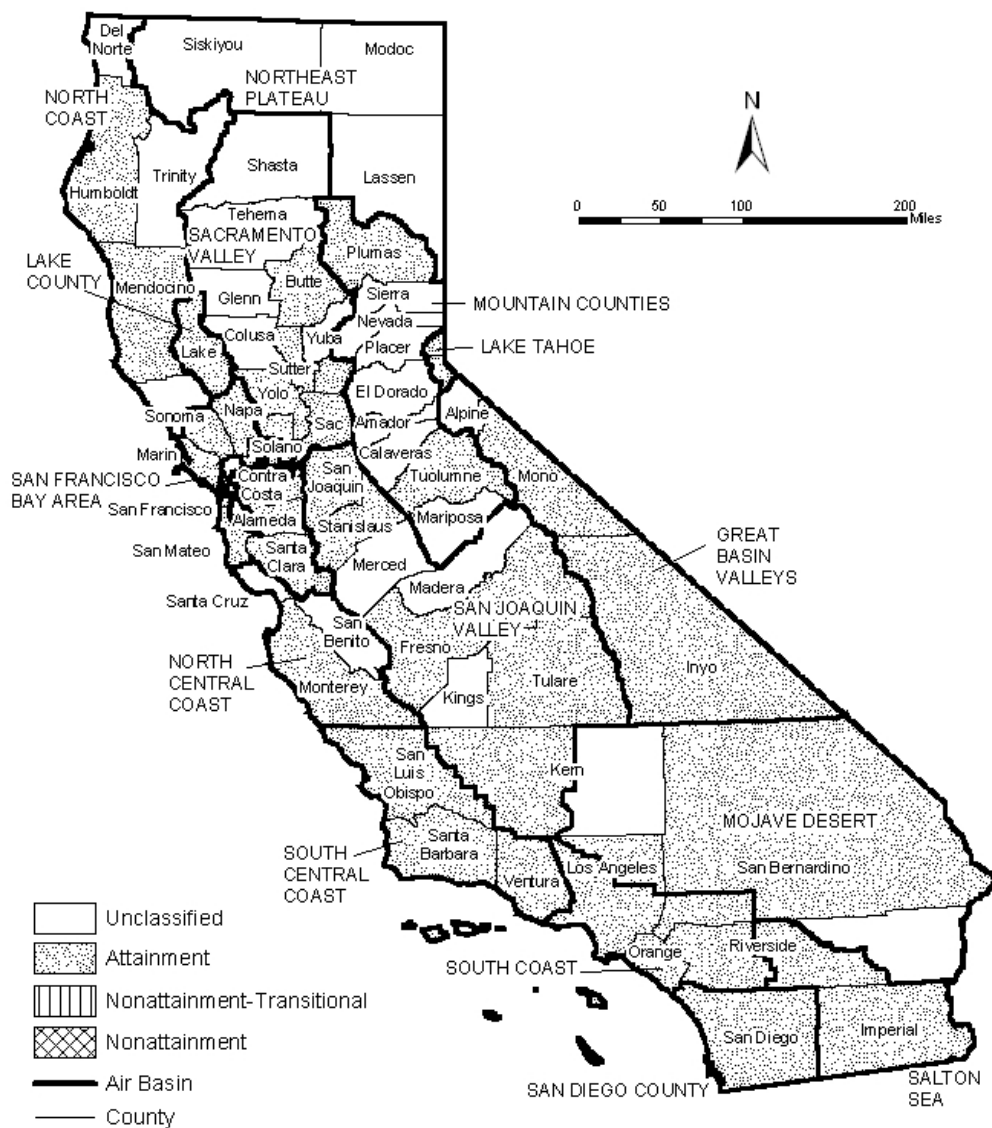 Del
Norte
Siskiyou
Modoc
NORTHEAST
PLATEAU
NORTH
COAST
N
Shasta
Trinity
Lassen
Humboldt
0 50 100 200
Miles
Tehema
SACRAMENTO
VALLEY
Plumas
LAKE
COUNTY
Mendocino
Butte
Glenn
Sierra
MOUNTAIN COUNTIES
Nevada
Colusa
Yuba
Placer
LAKE TAHOE
Lake
Sutter
Yolo
El Dorado
Napa
Alpine
Sonoma
Sac
Amador
Solano
Marin
Calaveras
SAN FRANCISCO
BAY AREA
Contra
Costa
San
Joaquin
Tuolumne
Mono
San Francisco
Alameda
Stanislaus
Mariposa
GREAT
BASIN
VALLEYS
San Mateo
Santa
Clara
Merced
Santa Cruz
Madera
San
Benito
SAN JOAQUIN
VALLEY
Fresno
NORTH
CENTRAL
COAST
Monterey
Kings
Tulare
Inyo
San
Luis
Obispo
Kern
MOJAVE DESERT
SOUTH
CENTRAL
COAST
Santa
Barbara
Ventura
Los Angeles
San Bernardino
Unclassified
Attainment
Nonattainment-Transitional
Nonattainment
Air Basin
County
Orange
Riverside
SOUTH COAST
San Diego
Imperial
SAN DIEGO COUNTY
SALTON
SEA